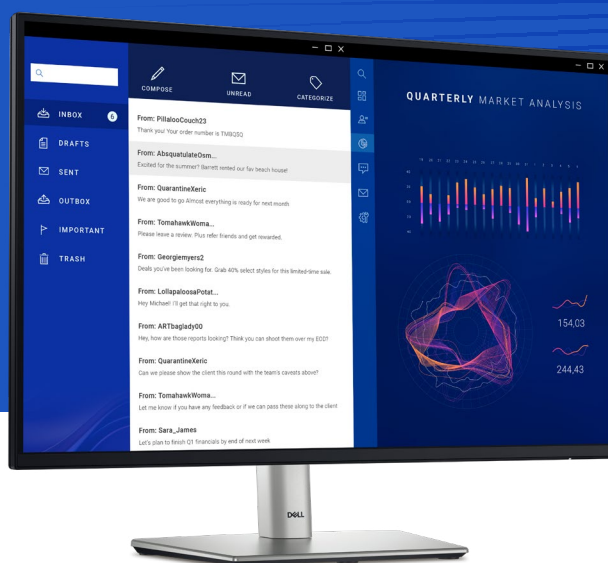 COMPOSE
UNREAD
CATEGORIZE
INBOX 6
DRAFTS
SENT
OUTBOX
IMPORTANT
TRASH
From: PillalooCouch23
Thank you! Your order number is TMBQSG
From: AbsquatulateOsm...
Excited for the summer? Barrett rented our fav beach house!
From: QuarantineXeric
We are good to go Almost everything is ready for next month
From: TomahawkWoma...
Please leave a review. Plus refer friends and get rewarded.
From: Georgiemyers2
Deals you've been looking for. Grab 40% select styles for this limited-time sale.
From: LollapaloosaPotat...
Hey Michael! I'll get that right to you.
From: ARTbaglady00
Hey, how are those reports looking? Think you can shoot them over my EOD?
From: QuarantineXeric
Can we please show the client this round with the team's caveats above?
From: TomahawkWoma...
Let me know if you have any feedback or if we can pass these along to the client
From: Sara_James
Let's plan to finish Q1 financials by end of next week
QUARTERLY MARKET ANALYSIS
154,03
244,43
DELL